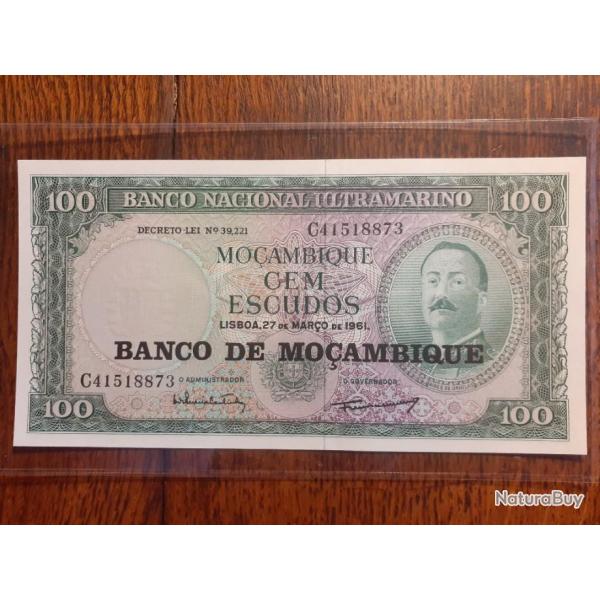 100 BANCO NACIONAL ULTRAMARINO 100
DECRETO-LEI Nº 39,221 C41518873
MOÇAMBIQUE
CEM
ESCUDOS
LISBOA, 27 DE MARÇO DE 1961.
BANCO DE MOÇAMBIQUE
C41518873 O ADMINISTRADOR O GOVERNADOR
100 100
NaturaBuy